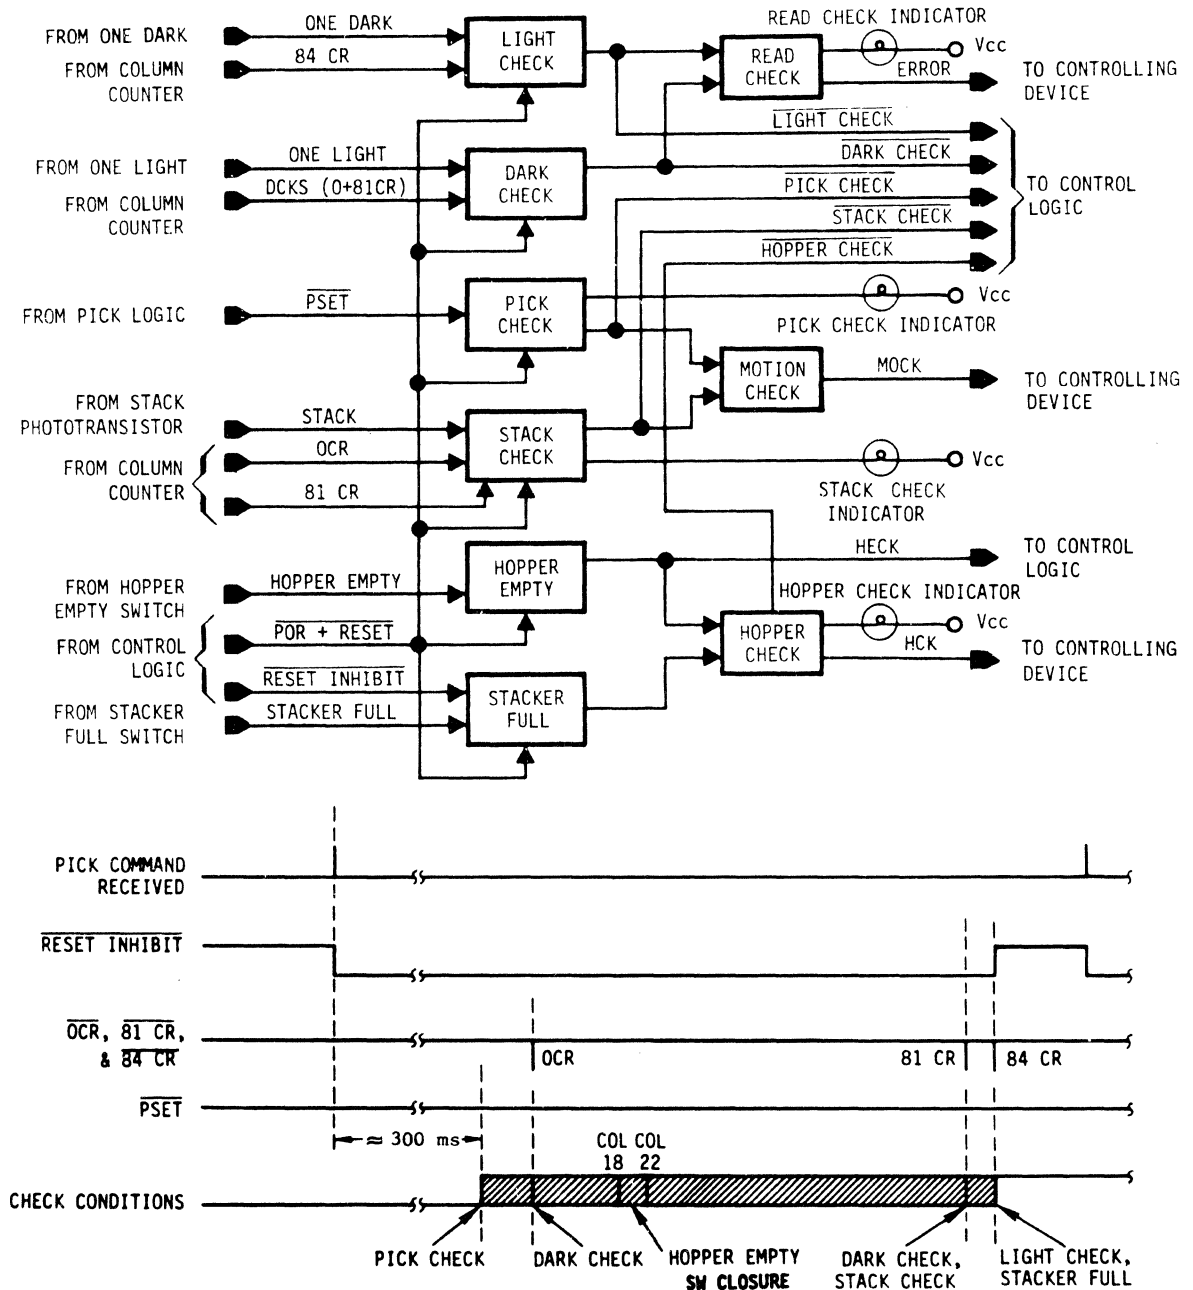 FROM ONE DARK
ONE DARK
FROM COLUMN
COUNTER
84 CR
LIGHT
CHECK
READ CHECK INDICATOR
Vcc
READ
CHECK
ERROR
TO CONTROLLING
DEVICE
LIGHT CHECK
DARK CHECK
PICK CHECK
STACK CHECK
HOPPER CHECK
TO CONTROL
LOGIC
FROM ONE LIGHT
ONE LIGHT
FROM COLUMN
COUNTER
DCKS (0+81CR)
DARK
CHECK
FROM PICK LOGIC
PSET
PICK
CHECK
Vcc
PICK CHECK INDICATOR
MOTION
CHECK
MOCK
TO CONTROLLING
DEVICE
FROM STACK
PHOTOTRANSISTOR
STACK
FROM COLUMN
COUNTER
OCR
81 CR
STACK
CHECK
Vcc
STACK CHECK
INDICATOR
HECK
TO CONTROL
LOGIC
FROM HOPPER
EMPTY SWITCH
HOPPER EMPTY
HOPPER
EMPTY
HOPPER CHECK INDICATOR
Vcc
FROM CONTROL
LOGIC
POR + RESET
RESET INHIBIT
HOPPER
CHECK
HCK
TO CONTROLLING
DEVICE
FROM STACKER
FULL SWITCH
STACKER FULL
STACKER
FULL
PICK COMMAND
RECEIVED
RESET INHIBIT
OCR, 81 CR,
& 84 CR
OCR
81 CR
84 CR
PSET
≈ 300 ms
COL COL
18 22
CHECK CONDITIONS
PICK CHECK
DARK CHECK
HOPPER EMPTY
SW CLOSURE
DARK CHECK,
STACK CHECK
LIGHT CHECK,
STACKER FULL